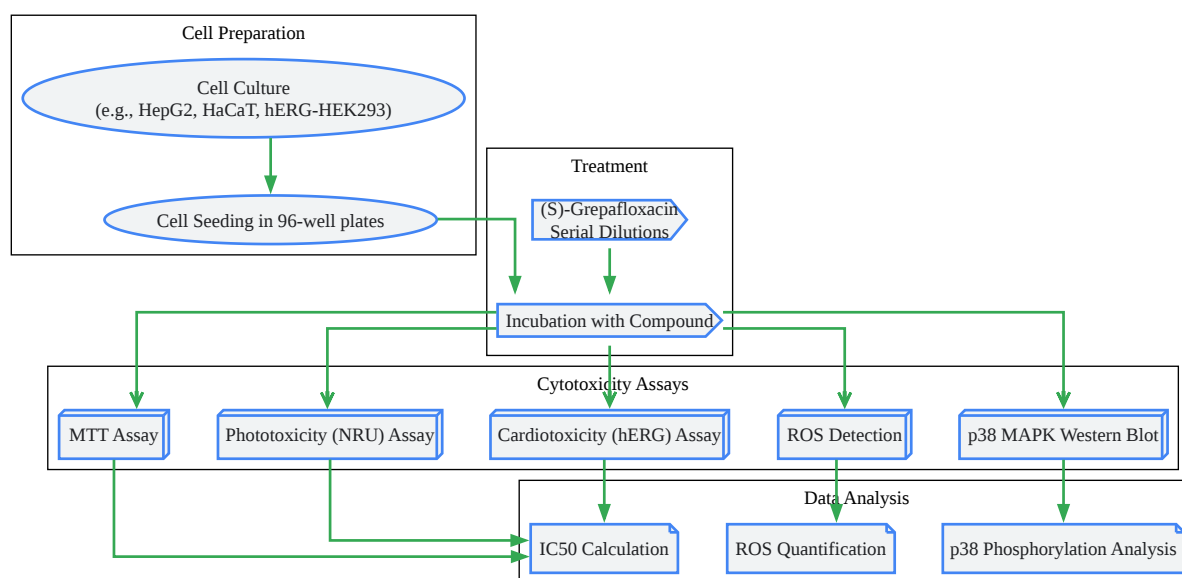 Cell Preparation
Cell Culture
(e.g., HepG2, HaCaT, hERG-HEK293)
Cell Seeding in 96-well plates
Treatment
(S)-Grepafloxacin
Serial Dilutions
Incubation with Compound
Cytotoxicity Assays
MTT Assay
Phototoxicity (NRU) Assay
Cardiotoxicity (hERG) Assay
ROS Detection
p38 MAPK Western Blot
Data Analysis
IC50 Calculation
ROS Quantification
p38 Phosphorylation Analysis